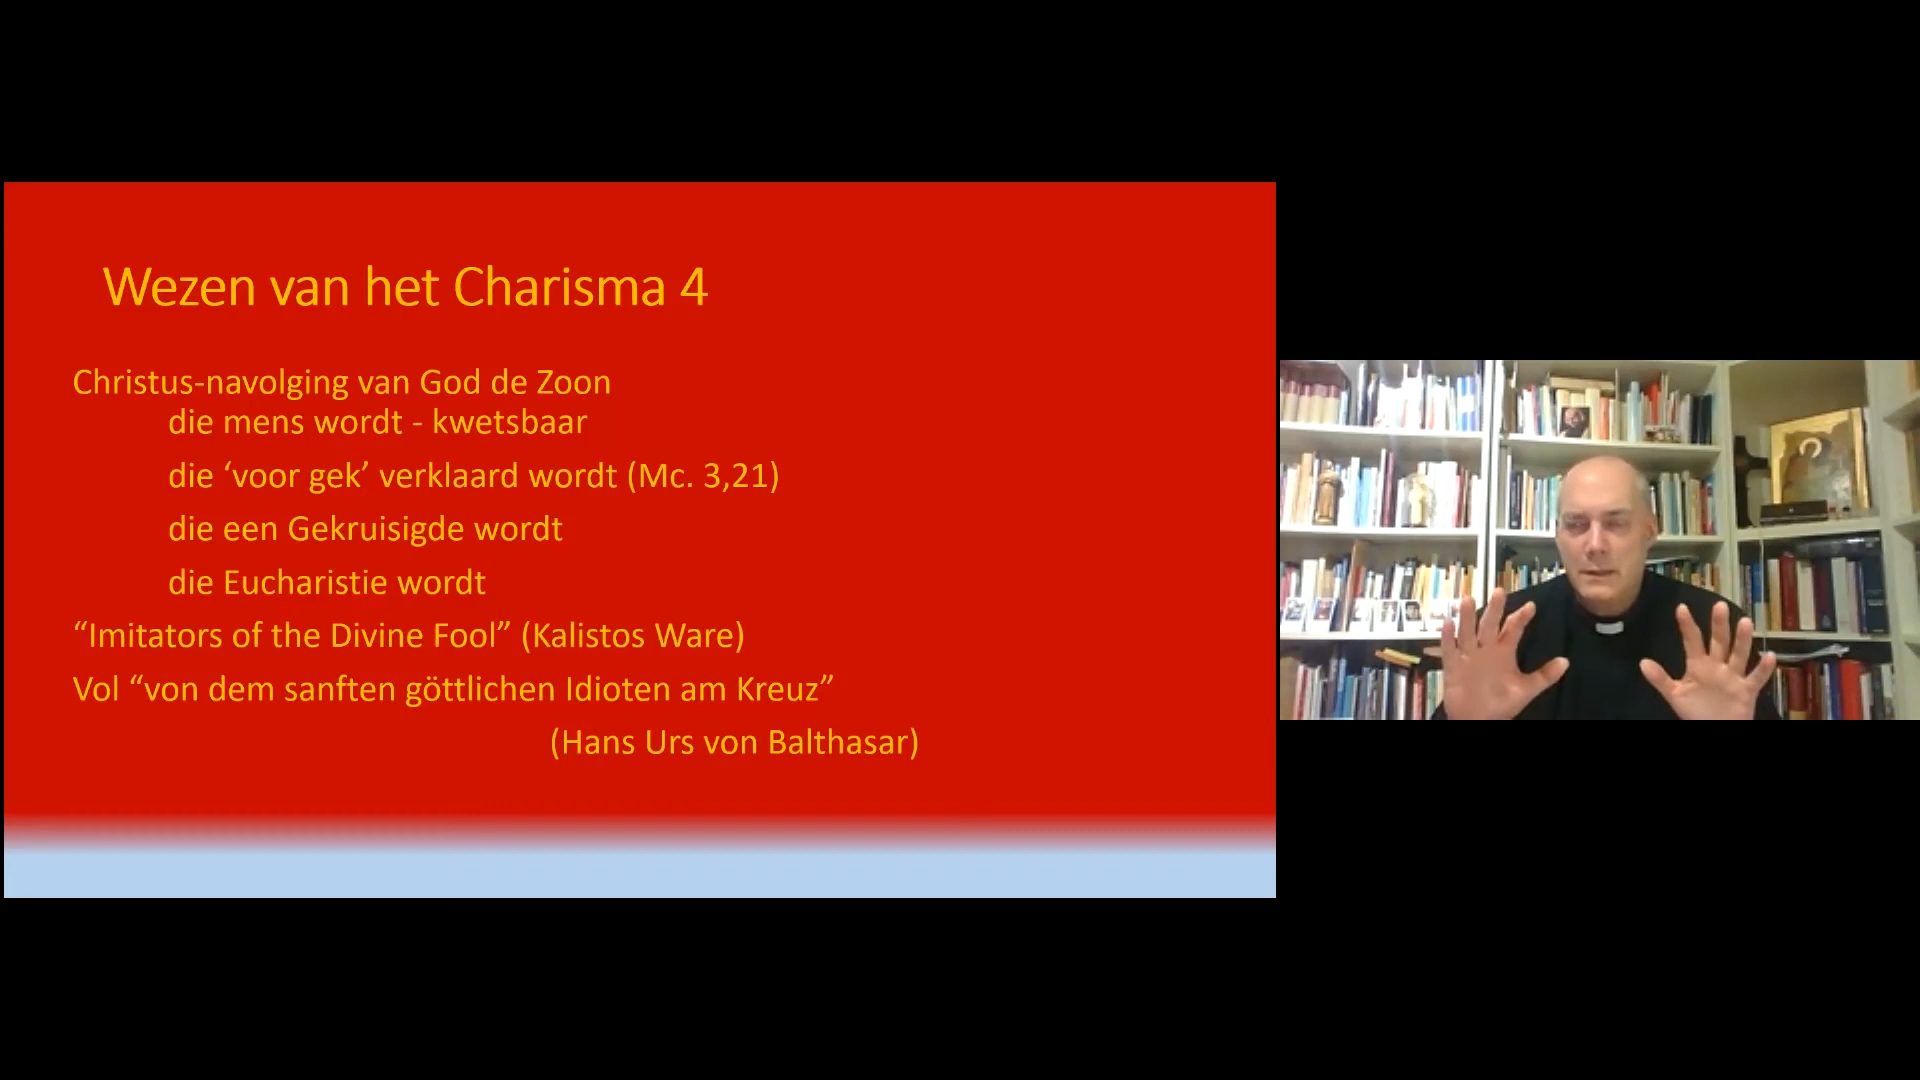 Wezen van het Charisma 4
Christus-navolging van God de Zoon
die mens wordt - kwetsbaar
die ‘voor gek’ verklaard wordt (Mc. 3,21)
die een Gekruisigde wordt
die Eucharistie wordt
“Imitators of the Divine Fool” (Kalistos Ware)
Vol “von dem sanften göttlichen Idioten am Kreuz”
(Hans Urs von Balthasar)